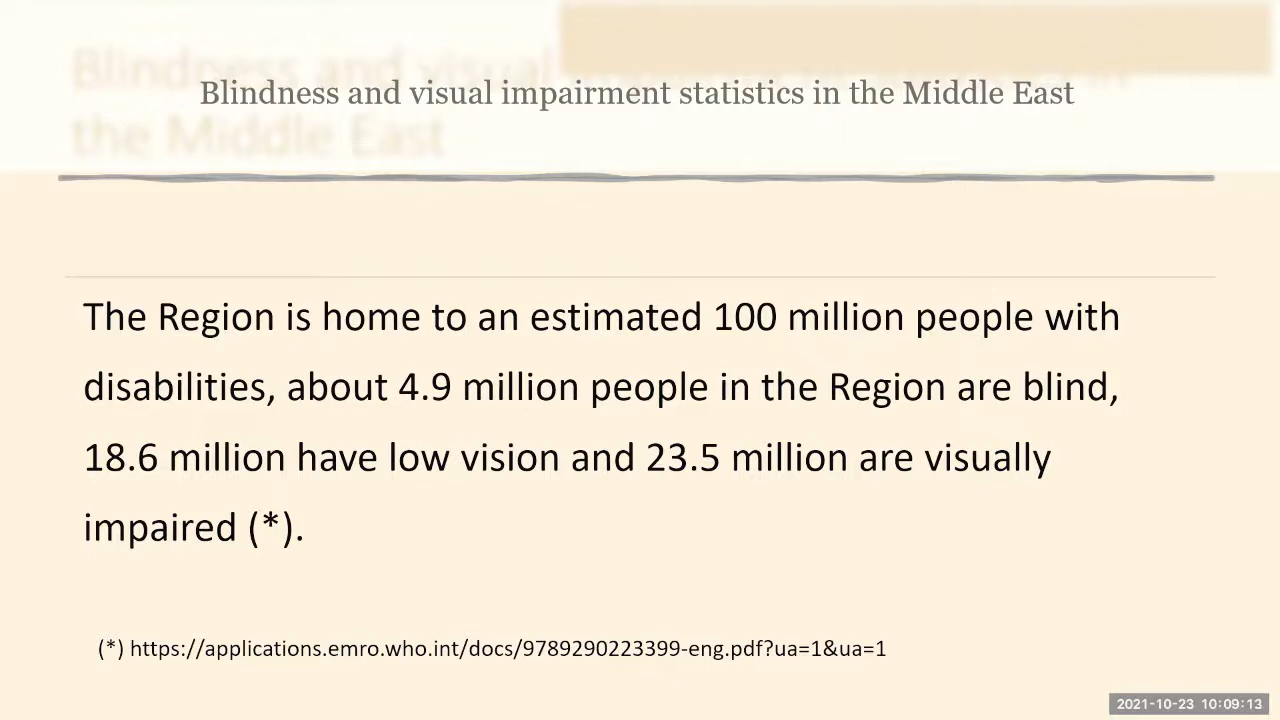 Blindness and visual impairment statistics in the Middle East
The Region is home to an estimated 100 million people with
disabilities, about 4.9 million people in the Region are blind,
18.6 million have low vision and 23.5 million are visually
impaired (*).
(*) https://applications.emro.who.int/docs/9789290223399-eng.pdf?ua=1&ua=1
2021-10-23 10:09:13